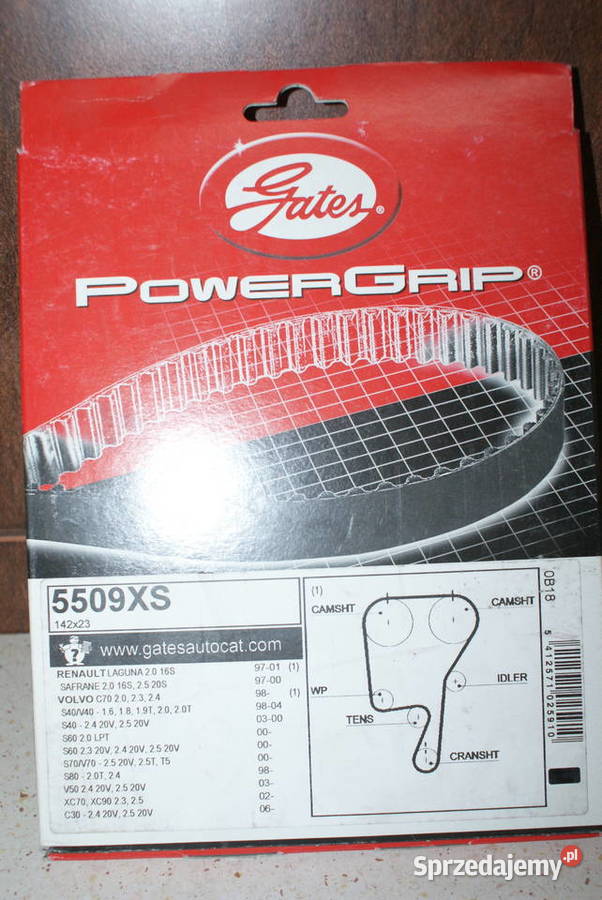 Gates®
POWERGRIP®
5509XS
142x23
www.gatesautocat.com
RENAULT LAGUNA 2.0 16S 97-01 (1)
SAFRANE 2.0 16S, 2.5 20S 97-00
VOLVO C70 2.0, 2.3, 2.4 98- (1)
S40/V40 - 1.6, 1.8, 1.9T, 2.0, 2.0T 98-04
S40 - 2.4 20V, 2.5 20V 03-00
S60 2.0 LPT 00-
S60 2.3 20V, 2.4 20V, 2.5 20V 00-
S70/V70 - 2.5 20V, 2.5T, T5 00-
S80 - 2.0T, 2.4 98-
V50 2.4 20V, 2.5 20V 03-
XC70, XC90 2.3, 2.5 02-
C30 - 2.4 20V, 2.5 20V 06-
(1)
CAMSHT
CAMSHT
WP
IDLER
TENS
CRANSHT
0B18
5 412571 025910
Sprzedajemy.pl